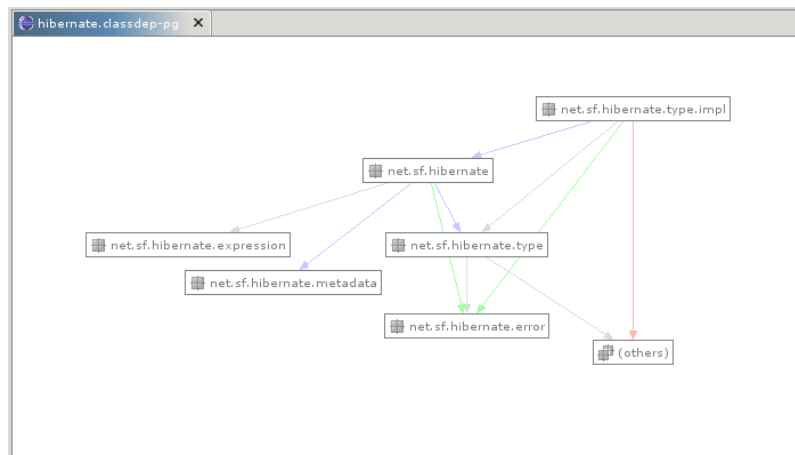 hibernate.classdep-pg
net.sf.hibernate.type.impl
net.sf.hibernate
net.sf.hibernate.expression
net.sf.hibernate.type
net.sf.hibernate.metadata
net.sf.hibernate.error
(others)